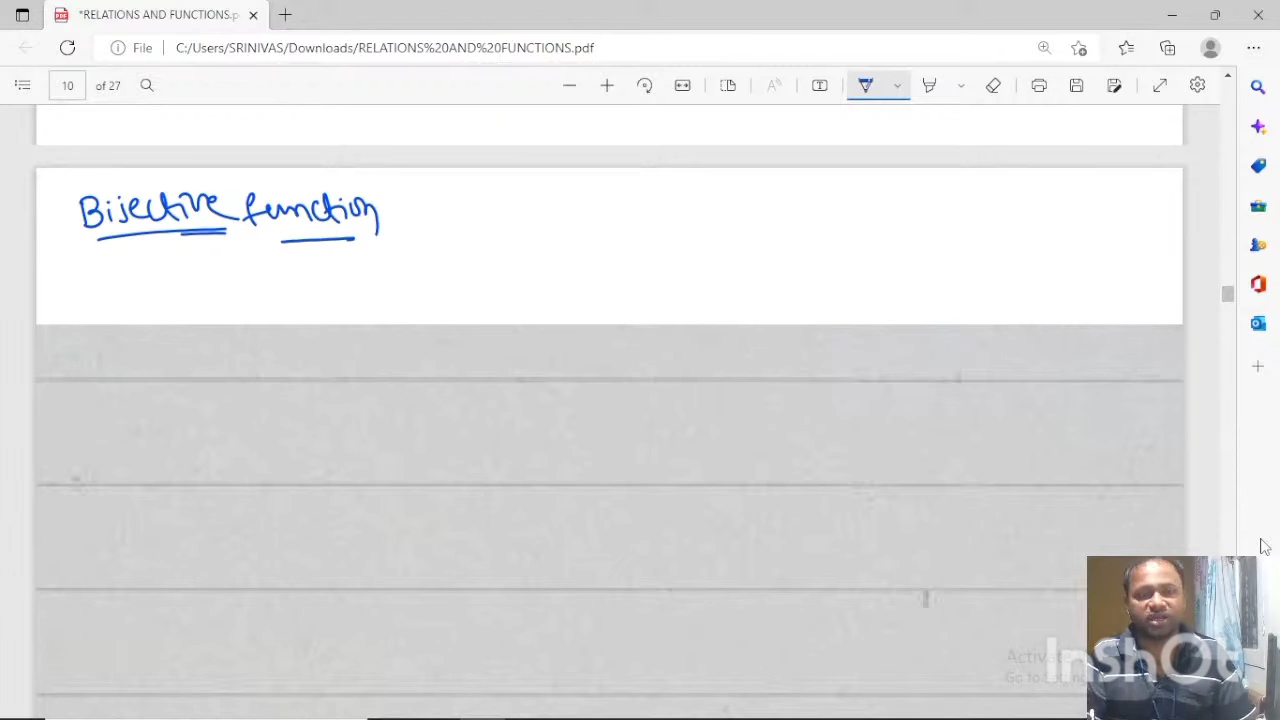 *RELATIONS AND FUNCTIONS.p
File
C:/Users/SRINIVAS/Downloads/RELATIONS%20AND%20FUNCTIONS.pdf
10
of 27
Bijective function
InShOt